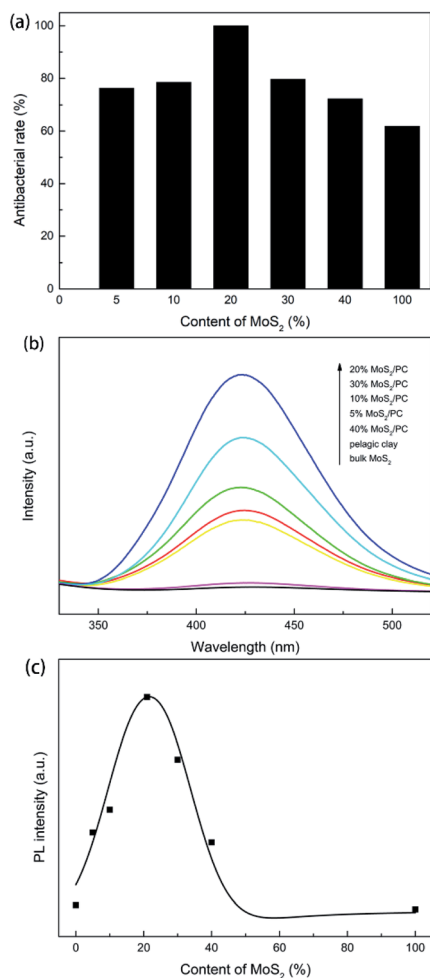 (a)
Antibacterial rate (%)
100
80
60
40
20
0
0 5 10 20 30 40 100
Content of MoS₂ (%)
(b)
Intensity (a.u.)
20% MoS₂/PC
30% MoS₂/PC
10% MoS₂/PC
5% MoS₂/PC
40% MoS₂/PC
pelagic clay
bulk MoS₂
350 400 450 500
Wavelength (nm)
(c)
PL intensity (a.u.)
0 20 40 60 80 100
Content of MoS₂ (%)